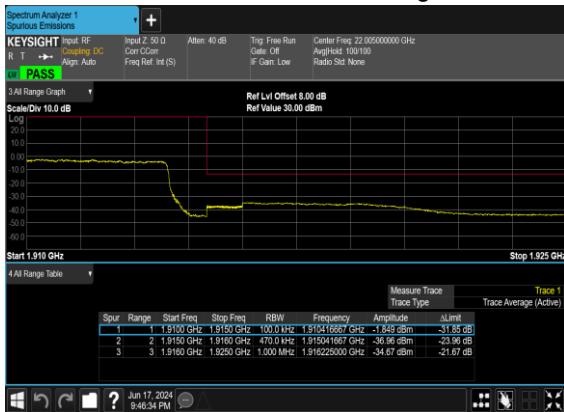 Spectrum Analyzer 1
Spurious Emissions
KEYSIGHT
R T
PASS
Input: RF
Coupling: DC
Align: Auto
Input Z: 50 Ω
Corr CCorr
Freq Ref: Int (S)
Atten: 40 dB
Trig: Free Run
Gate: Off
IF Gain: Low
Center Freq: 22.005000000 GHz
Avg|Hold: 100/100
Radio Std: None
3 All Range Graph
Scale/Div 10.0 dB
Ref Lvl Offset 8.00 dB
Ref Value 30.00 dBm
Log
20.0
10.0
0.00
-10.0
-20.0
-30.0
-40.0
-50.0
-60.0
Start 1.910 GHz
Stop 1.925 GHz
4 All Range Table
Measure Trace Trace 1
Trace Type Trace Average (Active)
Spur Range Start Freq Stop Freq RBW Frequency Amplitude ΔLimit
1 1 1.9100 GHz 1.9150 GHz 100.0 kHz 1.910416667 GHz -1.849 dBm -31.85 dB
2 2 1.9150 GHz 1.9160 GHz 470.0 kHz 1.915041667 GHz -36.96 dBm -23.96 dB
3 3 1.9160 GHz 1.9250 GHz 1.000 MHz 1.916225000 GHz -34.67 dBm -21.67 dB
Jun 17, 2024
9:46:34 PM